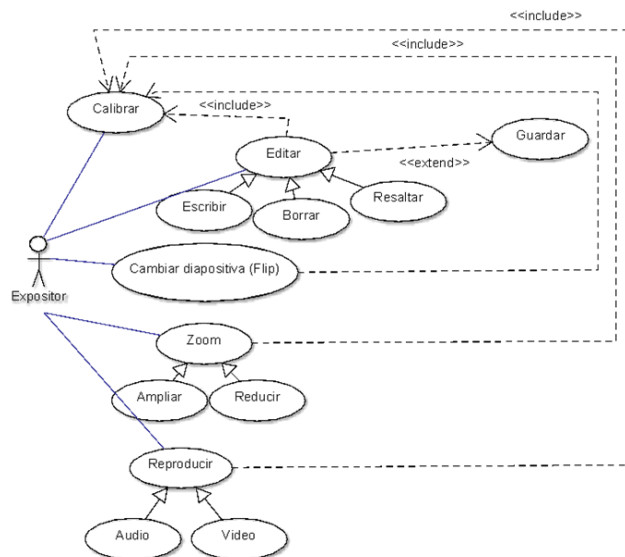 <<include>>
<<include>>
Calibrar
<<include>>
Guardar
Editar
<<extend>>
Escribir
Borrar
Resaltar
Cambiar diapositiva (Flip)
Expositor
Zoom
Ampliar
Reducir
Reproducir
Audio
Video